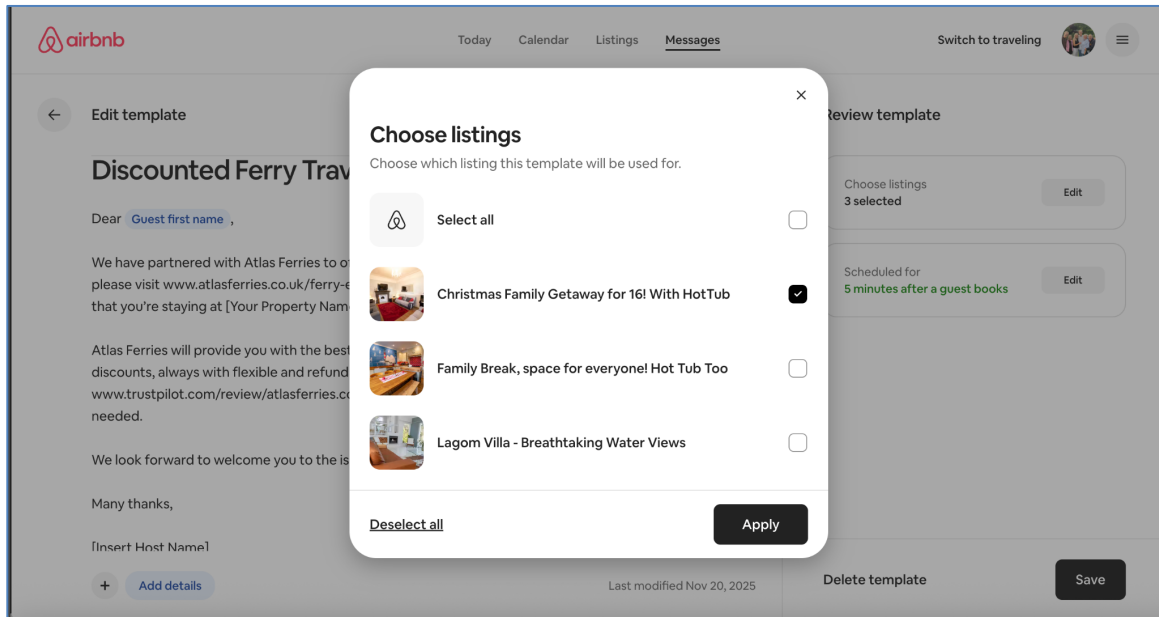 airbnb
Today Calendar Listings Messages
Switch to traveling
Edit template
Discounted Ferry Trav
Dear Guest first name ,
We have partnered with Atlas Ferries to o
please visit www.atlasferries.co.uk/ferry-e
that you're staying at [Your Property Nam
Atlas Ferries will provide you with the best
discounts, always with flexible and refund
www.trustpilot.com/review/atlasferries.co
needed.
We look forward to welcome you to the is
Many thanks,
[Insert Host Name]
+ Add details
Last modified Nov 20, 2025
Choose listings
Choose which listing this template will be used for.
Select all
Christmas Family Getaway for 16! With HotTub
Family Break, space for everyone! Hot Tub Too
Lagom Villa - Breathtaking Water Views
Deselect all
Apply
Review template
Choose listings
3 selected
Edit
Scheduled for
5 minutes after a guest books
Edit
Delete template
Save